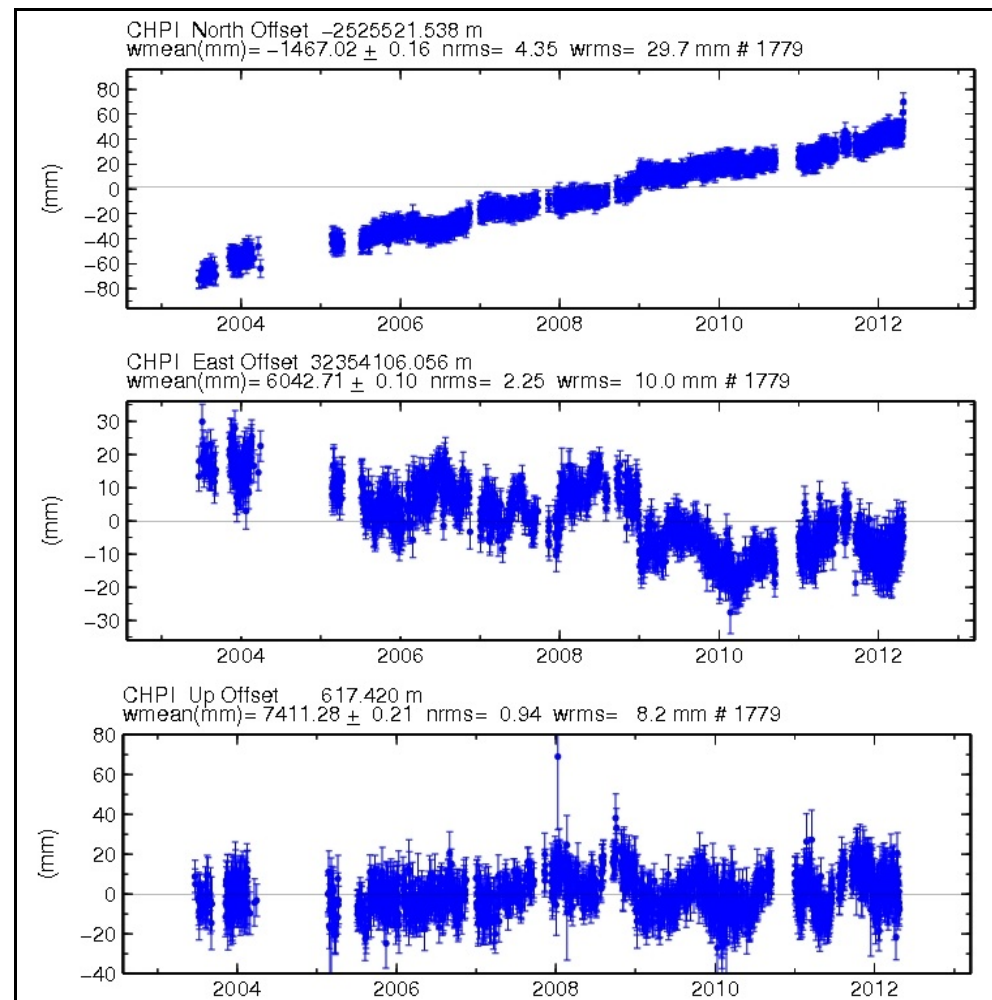 CHPI North Offset -2525521.538 m
wmean(mm)= -1467.02 ± 0.16 nrms= 4.35 wrms= 29.7 mm # 1779
80
60
40
20
0
-20
-40
-60
-80
(mm)
2004 2006 2008 2010 2012
CHPI East Offset 32354106.056 m
wmean(mm)= 6042.71 ± 0.10 nrms= 2.25 wrms= 10.0 mm # 1779
30
20
10
0
-10
-20
-30
(mm)
2004 2006 2008 2010 2012
CHPI Up Offset 617.420 m
wmean(mm)= 7411.28 ± 0.21 nrms= 0.94 wrms= 8.2 mm # 1779
80
60
40
20
0
-20
-40
(mm)
2004 2006 2008 2010 2012